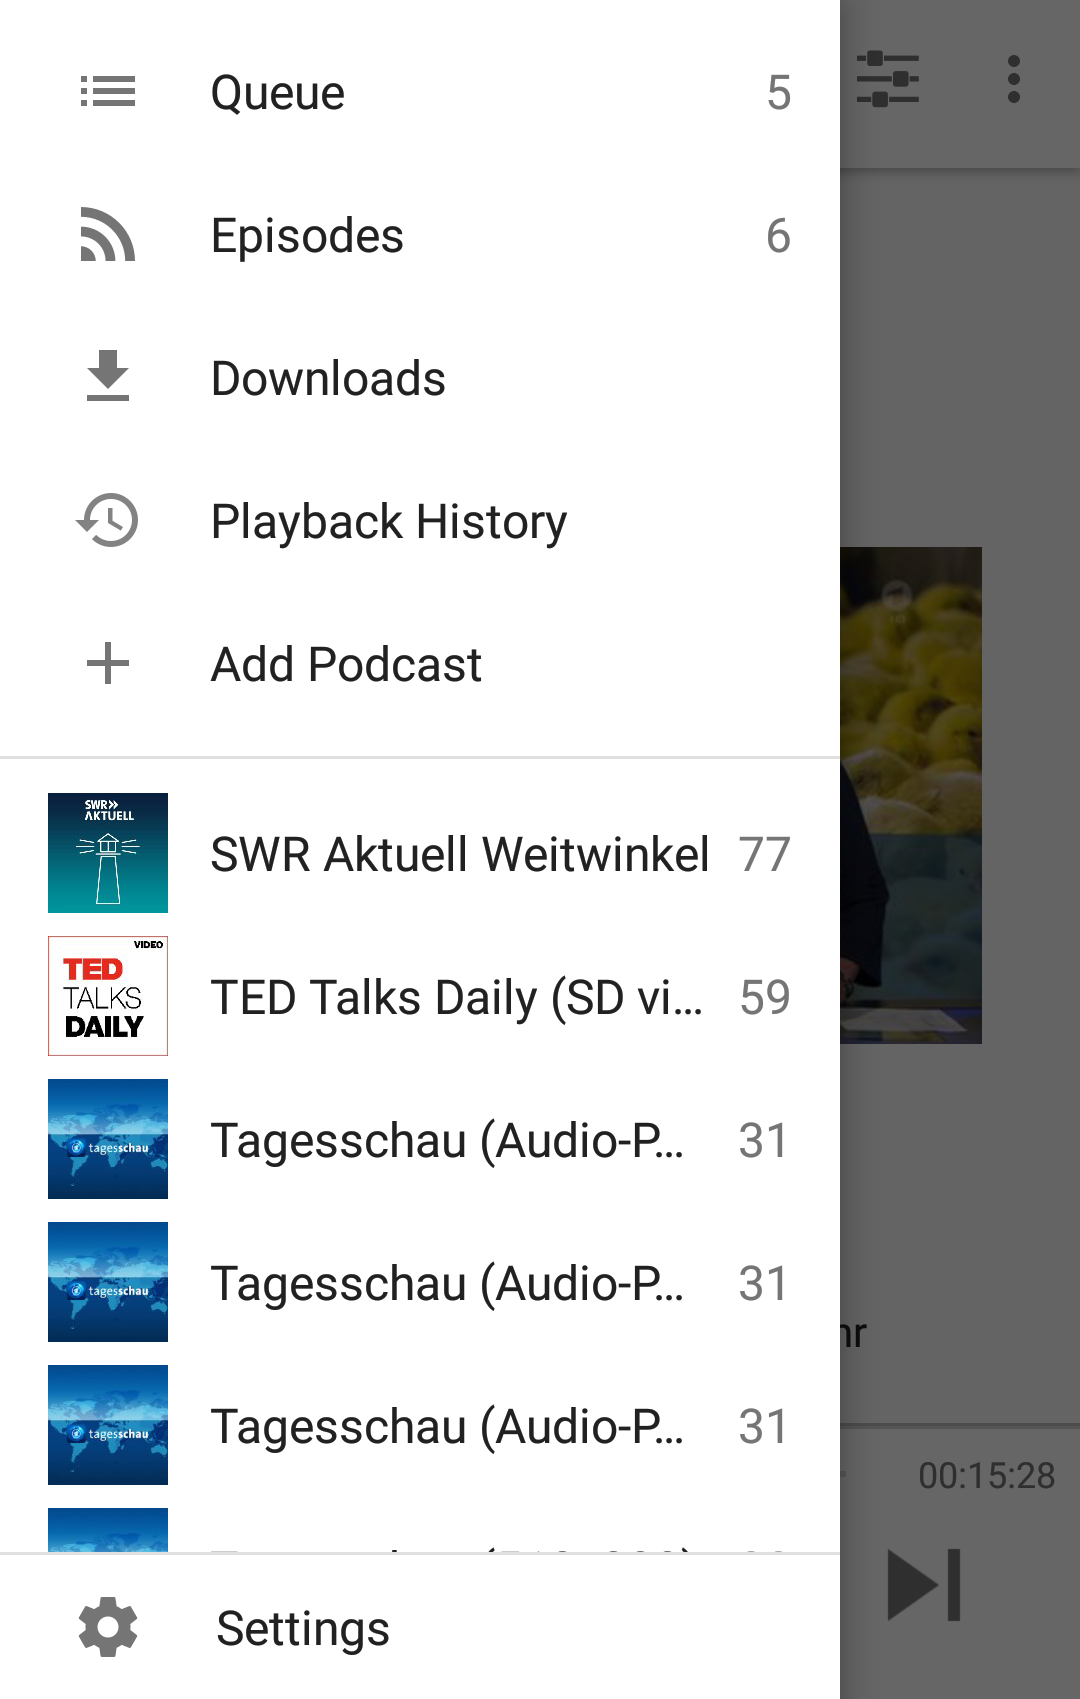 Queue 5
Episodes 6
Downloads
Playback History
Add Podcast
SWR»
AKTUELL
SWR Aktuell Weitwinkel 77
VIDEO
TED
TALKS
DAILY
TED Talks Daily (SD vi… 59
tagesschau
Tagesschau (Audio-P… 31
tagesschau
Tagesschau (Audio-P… 31
hr
tagesschau
Tagesschau (Audio-P… 31
00:15:28
Settings